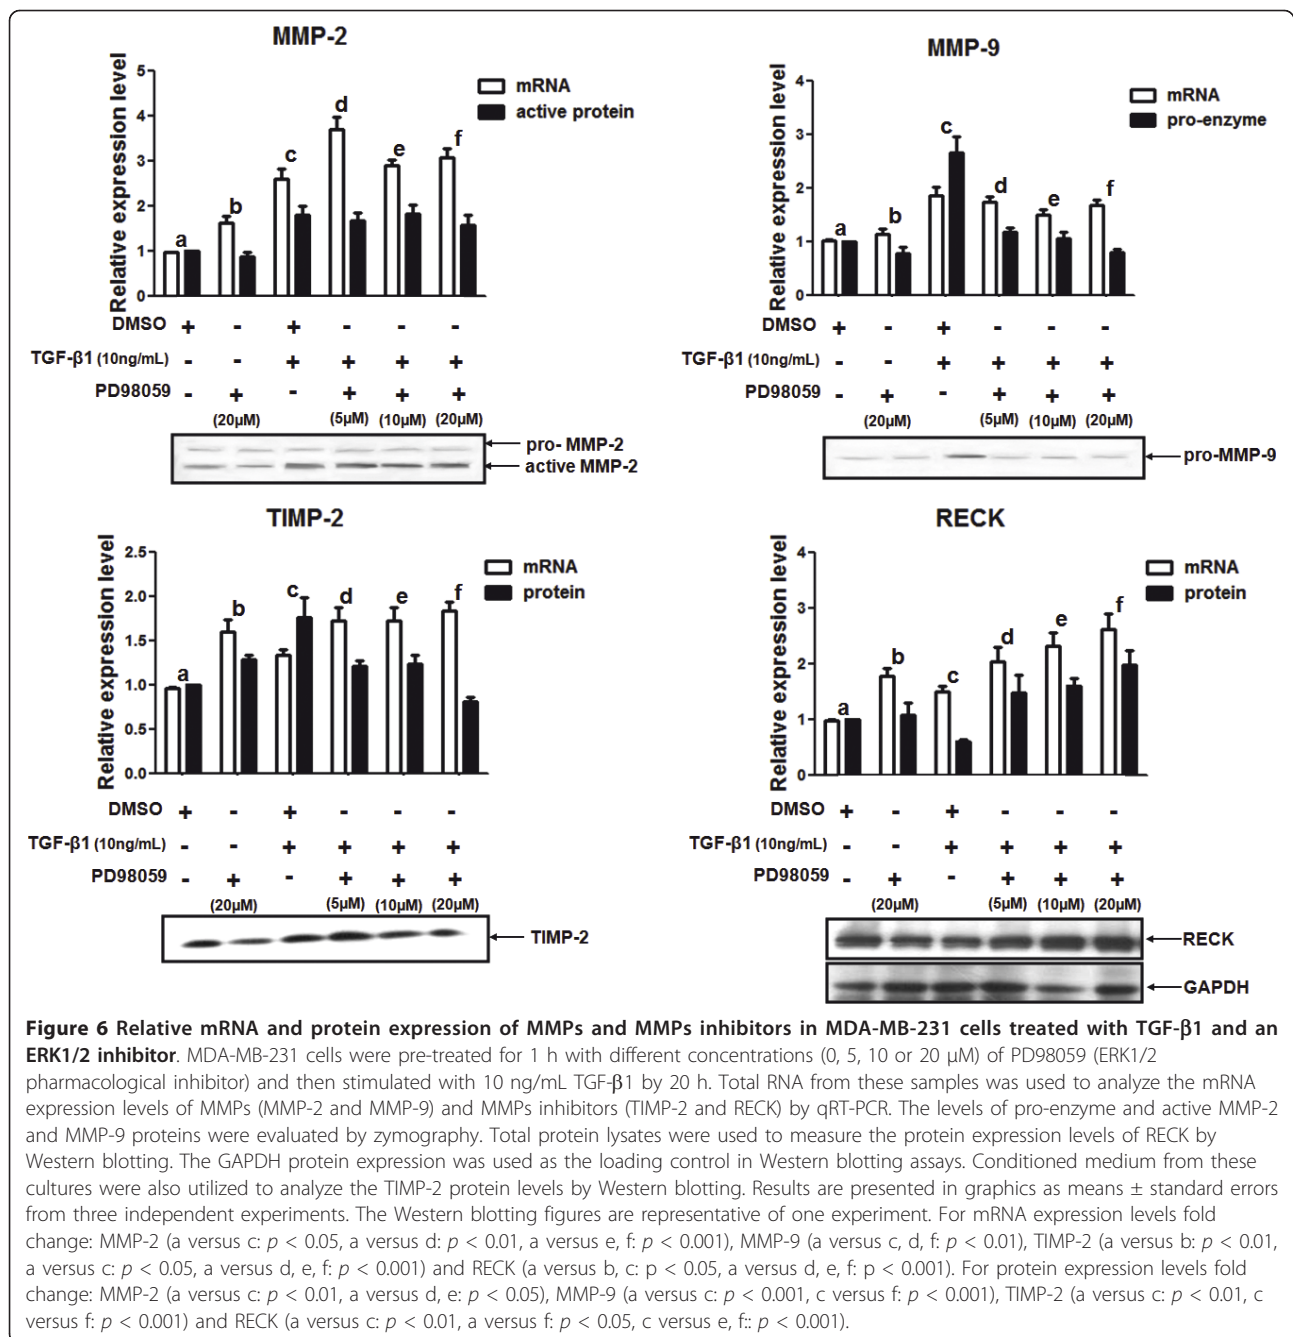 MMP-2
Relative expression level
5
4
3
2
1
0
mRNA
active protein
a
b
c
d
e
f
DMSO + - + - - -
TGF-β1 (10ng/mL) - - + + + +
PD98059 - + - + + +
(20µM) (5µM) (10µM) (20µM)
pro- MMP-2
active MMP-2
MMP-9
Relative expression level
4
3
2
1
0
mRNA
pro-enzyme
a
b
c
d
e
f
DMSO + - + - - -
TGF-β1 (10ng/mL) - - + + + +
PD98059 - + - + + +
(20µM) (5µM) (10µM) (20µM)
pro-MMP-9
TIMP-2
Relative expression level
2.5
2.0
1.5
1.0
0.5
0.0
mRNA
protein
a
b
c
d
e
f
DMSO + - + - - -
TGF-β1 (10ng/mL) - - + + + +
PD98059 - + - + + +
(20µM) (5µM) (10µM) (20µM)
TIMP-2
RECK
Relative expression level
4
3
2
1
0
mRNA
protein
a
b
c
d
e
f
DMSO + - + - - -
TGF-β1 (10ng/mL) - - + + + +
PD98059 - + - + + +
(20µM) (5µM) (10µM) (20µM)
RECK
GAPDH
Figure 6 Relative mRNA and protein expression of MMPs and MMPs inhibitors in MDA-MB-231 cells treated with TGF-β1 and an
ERK1/2 inhibitor. MDA-MB-231 cells were pre-treated for 1 h with different concentrations (0, 5, 10 or 20 µM) of PD98059 (ERK1/2
pharmacological inhibitor) and then stimulated with 10 ng/mL TGF-β1 by 20 h. Total RNA from these samples was used to analyze the mRNA
expression levels of MMPs (MMP-2 and MMP-9) and MMPs inhibitors (TIMP-2 and RECK) by qRT-PCR. The levels of pro-enzyme and active MMP-2
and MMP-9 proteins were evaluated by zymography. Total protein lysates were used to measure the protein expression levels of RECK by
Western blotting. The GAPDH protein expression was used as the loading control in Western blotting assays. Conditioned medium from these
cultures were also utilized to analyze the TIMP-2 protein levels by Western blotting. Results are presented in graphics as means ± standard errors
from three independent experiments. The Western blotting figures are representative of one experiment. For mRNA expression levels fold
change: MMP-2 (a versus c: p < 0.05, a versus d: p < 0.01, a versus e, f: p < 0.001), MMP-9 (a versus c, d, f: p < 0.01), TIMP-2 (a versus b: p < 0.01,
a versus c: p < 0.05, a versus d, e, f: p < 0.001) and RECK (a versus b, c: p < 0.05, a versus d, e, f: p < 0.001). For protein expression levels fold
change: MMP-2 (a versus c: p < 0.01, a versus d, e: p < 0.05), MMP-9 (a versus c: p < 0.001, c versus f: p < 0.001), TIMP-2 (a versus c: p < 0.01, c
versus f: p < 0.001) and RECK (a versus c: p < 0.01, a versus f: p < 0.05, c versus e, f:: p < 0.001).